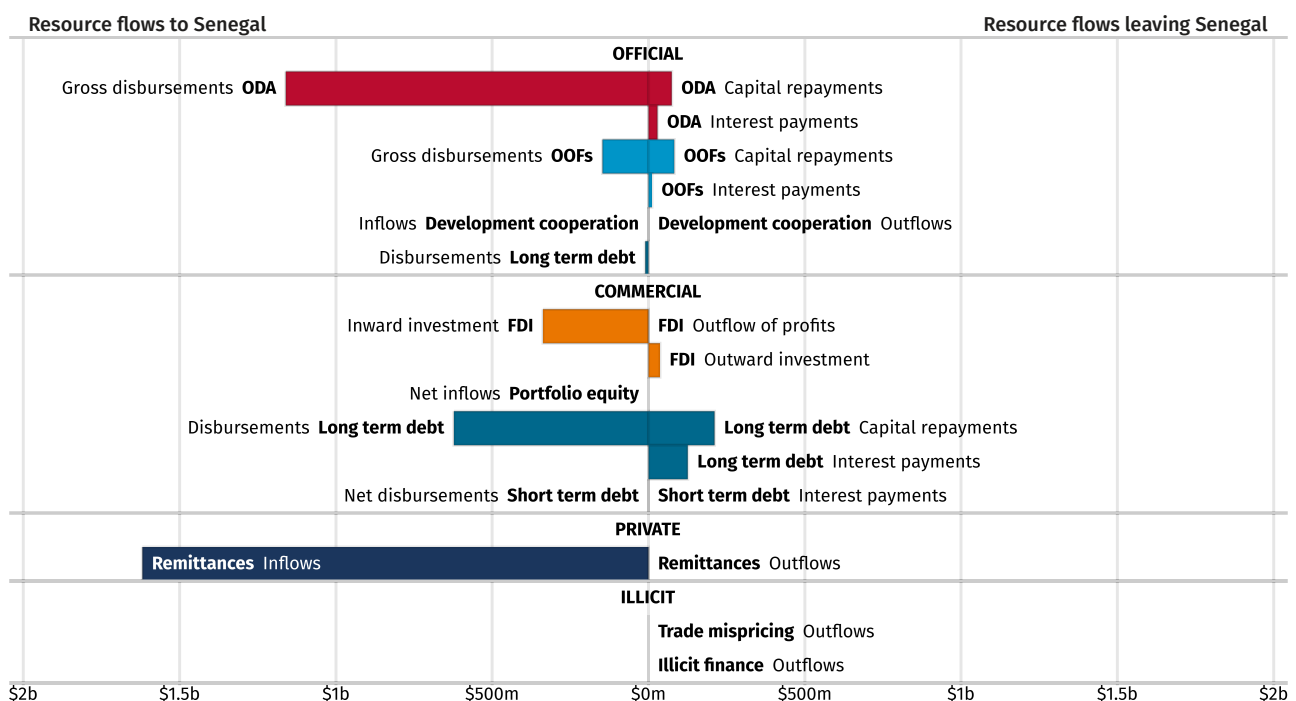 Resource flows to Senegal Resource flows leaving Senegal
OFFICIAL
Gross disbursements ODA ODA Capital repayments
ODA Interest payments
Gross disbursements OOFs OOFs Capital repayments
OOFs Interest payments
Inflows Development cooperation Development cooperation Outflows
Disbursements Long term debt
COMMERCIAL
Inward investment FDI FDI Outflow of profits
FDI Outward investment
Net inflows Portfolio equity
Disbursements Long term debt Long term debt Capital repayments
Long term debt Interest payments
Net disbursements Short term debt Short term debt Interest payments
PRIVATE
Remittances Inflows Remittances Outflows
ILLICIT
Trade mispricing Outflows
Illicit finance Outflows
$2b $1.5b $1b $500m $0m $500m $1b $1.5b $2b